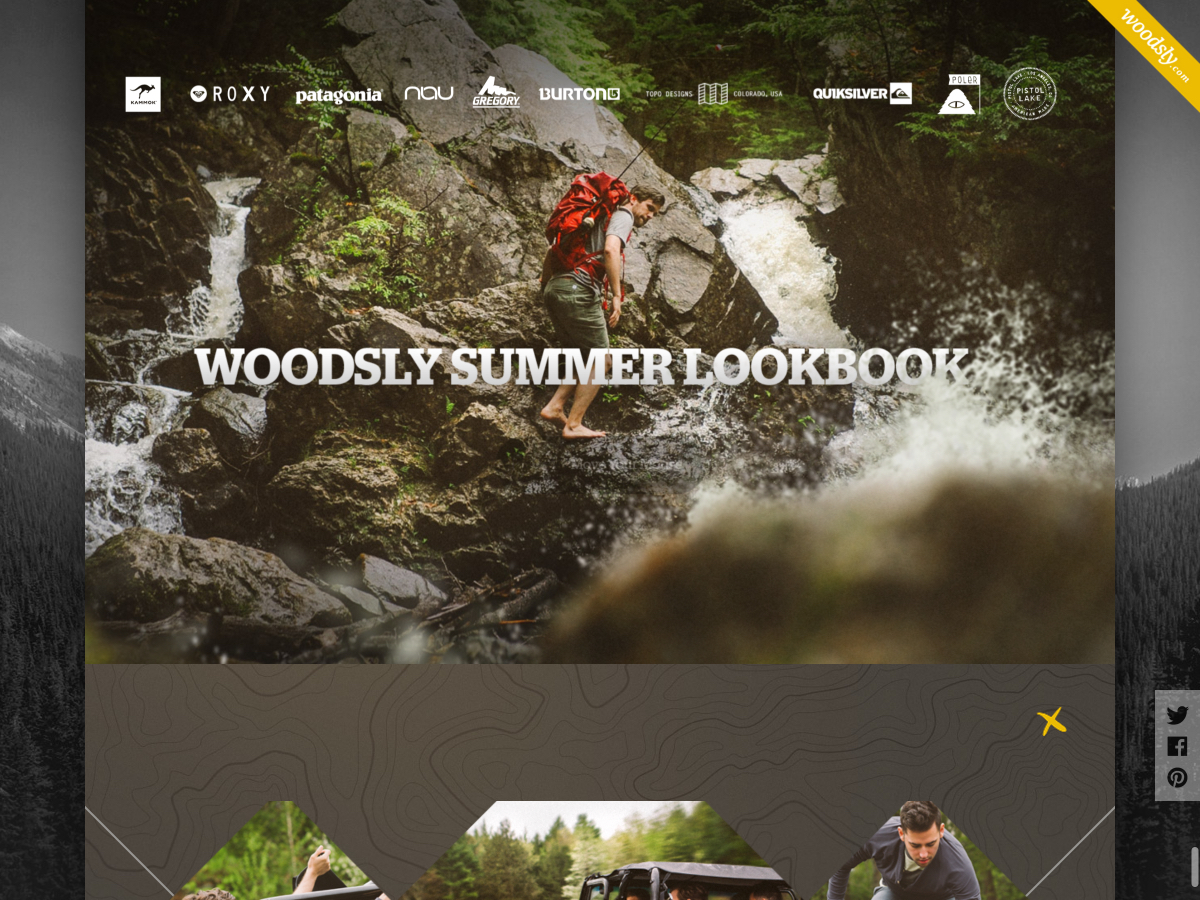 woodsly.com
KAMMOK
ROXY
patagonia
nau
GREGORY
BURTON
TOPO DESIGNS
COLORADO, USA
QUIKSILVER
POLER
PISTOL
LAKE
WOODSLY SUMMER LOOKBOOK